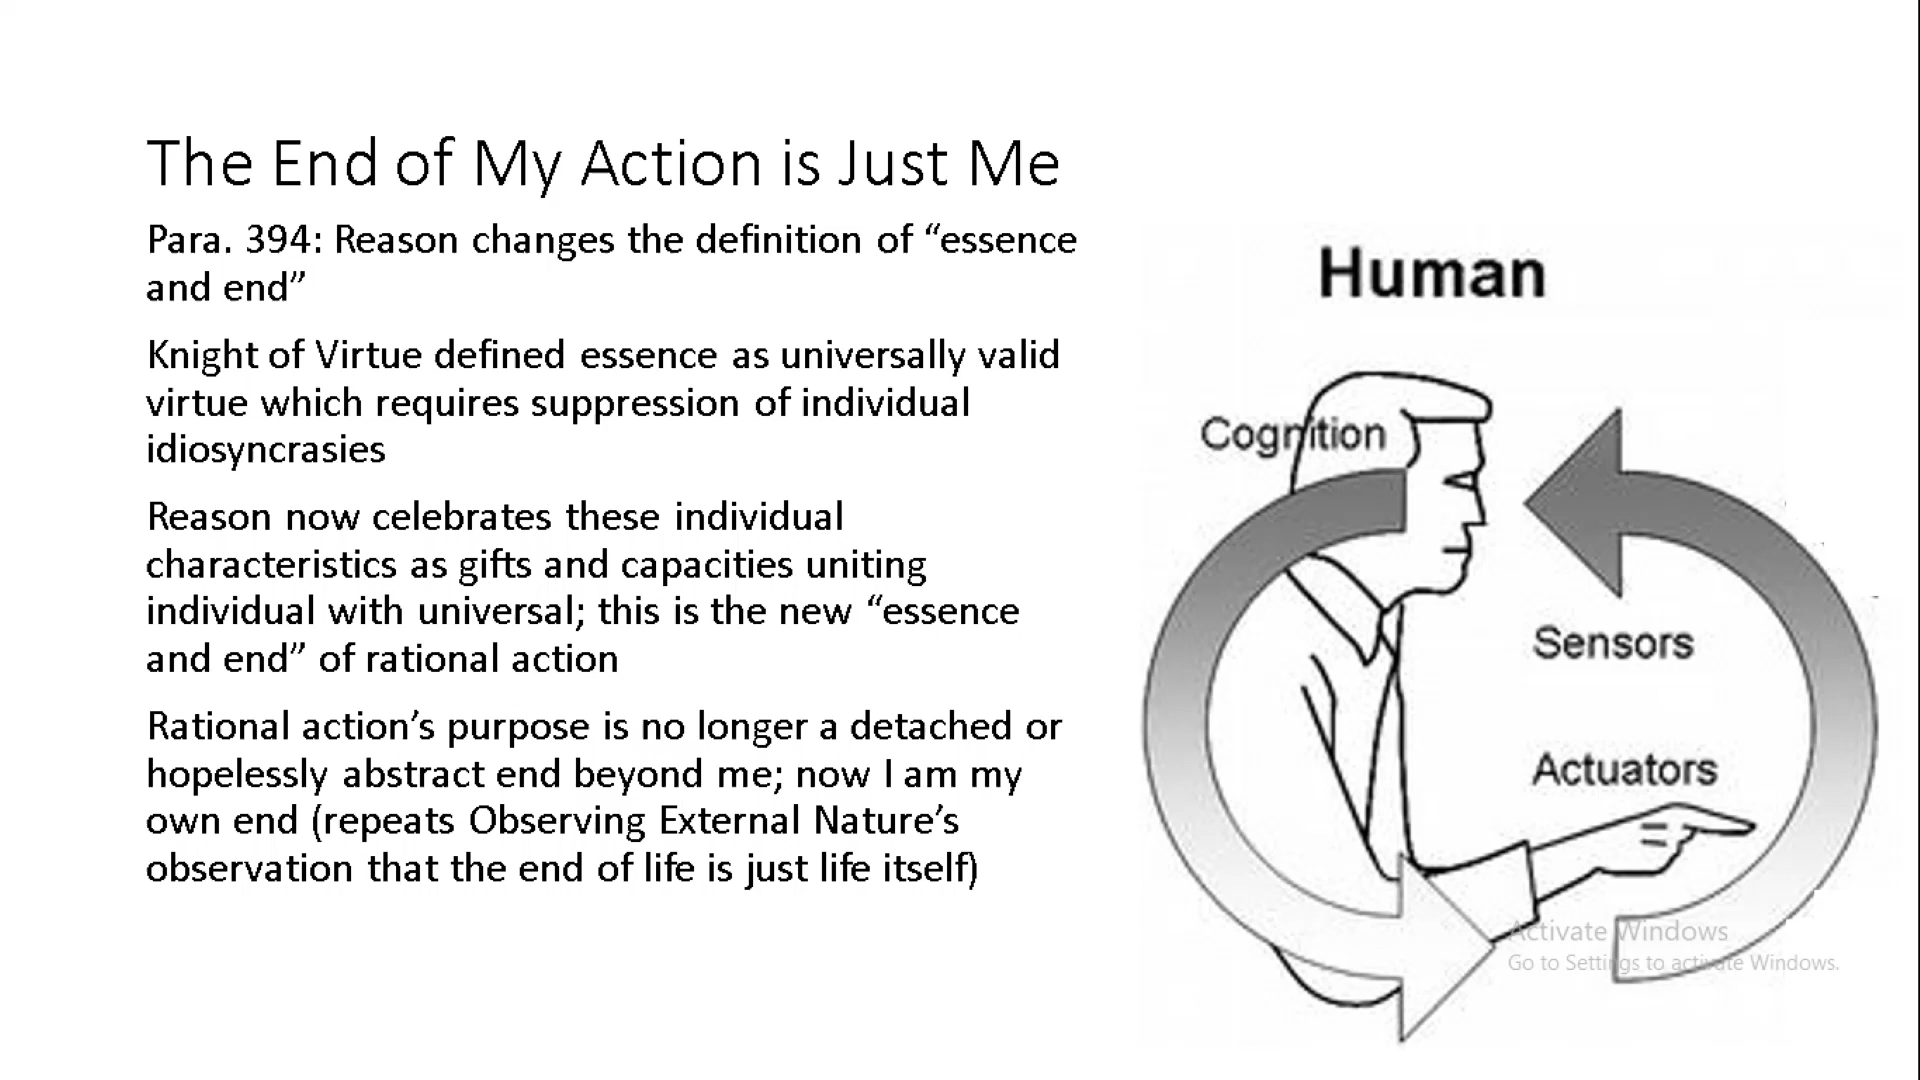 The End of My Action is Just Me
Para. 394: Reason changes the definition of “essence
and end”
Knight of Virtue defined essence as universally valid
virtue which requires suppression of individual
idiosyncrasies
Reason now celebrates these individual
characteristics as gifts and capacities uniting
individual with universal; this is the new “essence
and end” of rational action
Rational action’s purpose is no longer a detached or
hopelessly abstract end beyond me; now I am my
own end (repeats Observing External Nature’s
observation that the end of life is just life itself)
Human
Cognition
Sensors
Actuators
Activate Windows
Go to Settings to activate Windows.